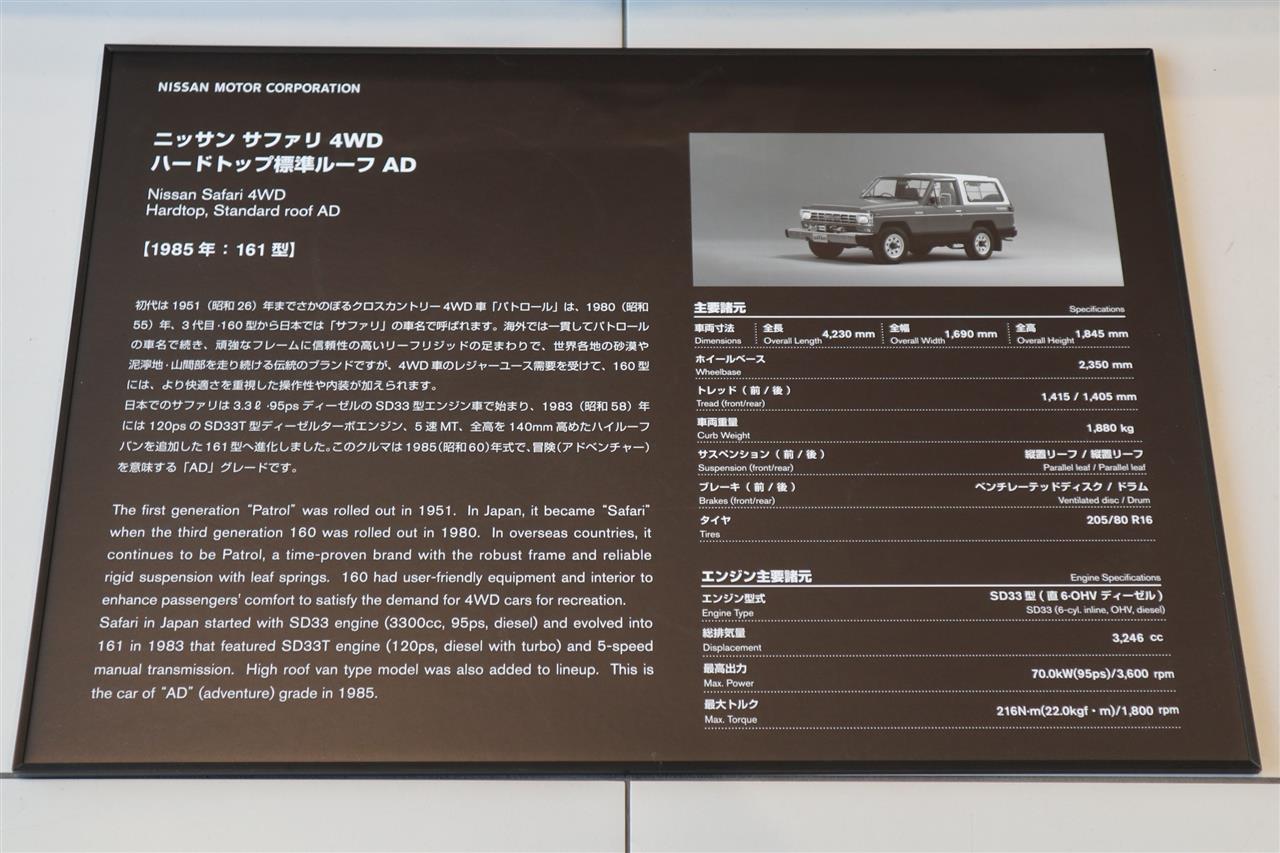 NISSAN MOTOR CORPORATION
ニッサン サファリ 4WD
ハードトップ標準ルーフ AD
Nissan Safari 4WD
Hardtop, Standard roof AD
【1985 年 : 161 型】
初代は 1951（昭和 26）年までさかのぼるクロスカントリー 4WD 車「パトロール」は、1980（昭和
55）年、3 代目・160 型から日本では「サファリ」の車名で呼ばれます。海外では一貫してパトロール
の車名で続き、頑強なフレームに信頼性の高いリーフリジッドの足まわりで、世界各地の砂漠や
泥濘地・山間部を走り続ける伝統のブランドですが、4WD 車のレジャーユース需要を受けて、160 型
には、より快適さを重視した操作性や内装が加えられます。
日本でのサファリは 3.3ℓ・95ps ディーゼルの SD33 型エンジン車で始まり、1983（昭和 58）年
には 120ps の SD33T 型ディーゼルターボエンジン、5 速MT、全高を 140mm 高めたハイルーフ
バンを追加した 161 型へ進化しました。このクルマは 1985（昭和 60）年式で、冒険（アドベンチャー）
を意味する「AD」グレードです。
The first generation "Patrol" was rolled out in 1951. In Japan, it became "Safari"
when the third generation 160 was rolled out in 1980. In overseas countries, it
continues to be Patrol, a time-proven brand with the robust frame and reliable
rigid suspension with leaf springs. 160 had user-friendly equipment and interior to
enhance passengers' comfort to satisfy the demand for 4WD cars for recreation.
Safari in Japan started with SD33 engine (3300cc, 95ps, diesel) and evolved into
161 in 1983 that featured SD33T engine (120ps, diesel with turbo) and 5-speed
manual transmission. High roof van type model was also added to lineup. This is
the car of "AD" (adventure) grade in 1985.
主要諸元 Specifications
車両寸法 全長 4,230 mm 全幅 1,690 mm 全高 1,845 mm
Dimensions Overall Length Overall Width Overall Height
ホイールベース 2,350 mm
Wheelbase
トレッド ( 前 / 後 ) 1,415 / 1,405 mm
Tread (front/rear)
車両重量 1,880 kg
Curb Weight
サスペンション ( 前 / 後 ) 縦置リーフ / 縦置リーフ
Suspension (front/rear) Parallel leaf / Parallel leaf
ブレーキ ( 前 / 後 ) ベンチレーテッドディスク / ドラム
Brakes (front/rear) Ventilated disc / Drum
タイヤ 205/80 R16
Tires
エンジン主要諸元 Engine Specifications
エンジン型式 SD33 型 ( 直 6・OHV ディーゼル )
Engine Type SD33 (6-cyl. inline, OHV, diesel)
総排気量 3,246 cc
Displacement
最高出力 70.0kW(95ps)/3,600 rpm
Max. Power
最大トルク 216N・m(22.0kgf・m)/1,800 rpm
Max. Torque